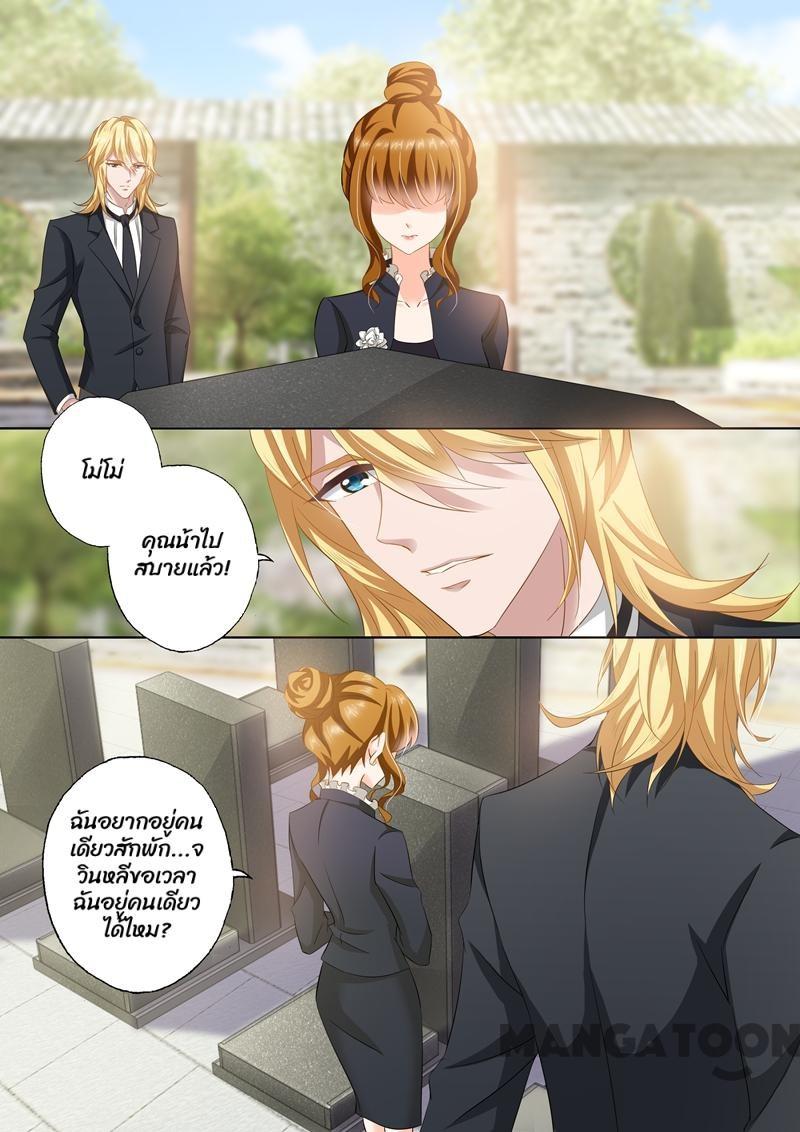 โม่โม่
คุณน้าไป
สบายแล้ว!
ฉันอยากอยู่คน
เดียวสักพัก...จ
วินหลีขอเวลา
ฉันอยู่คนเดียว
ได้ไหม?
MANGATOON